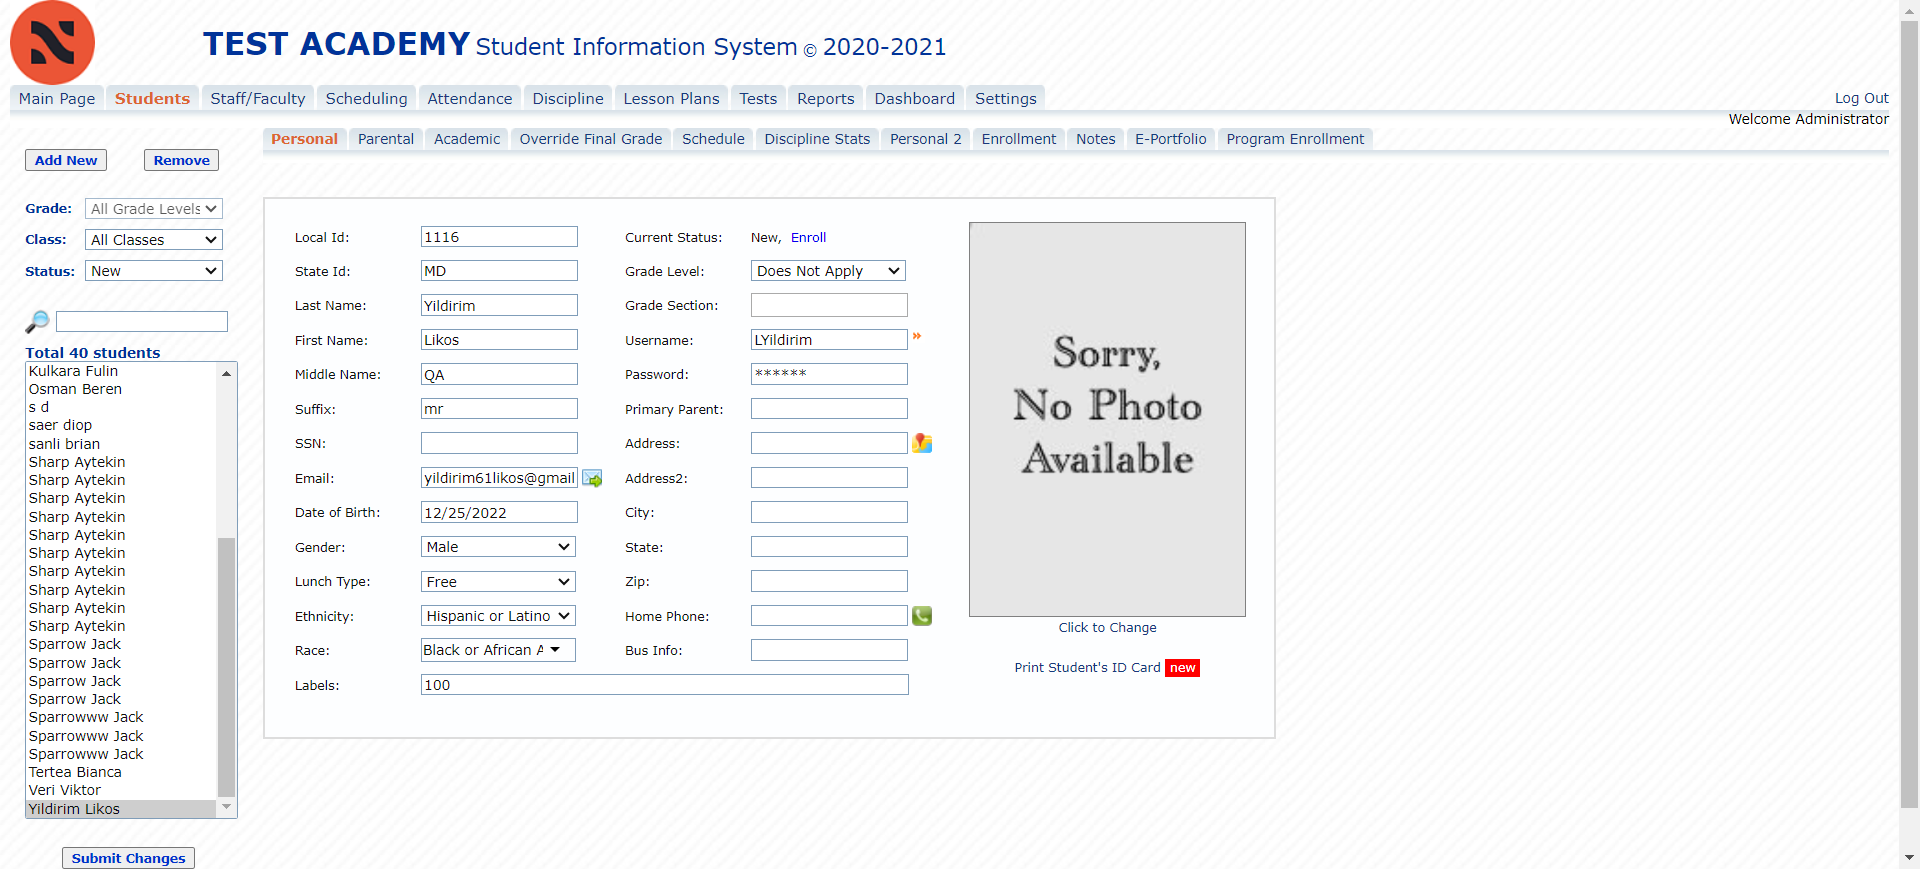 TEST ACADEMY Student Information System © 2020-2021
Main Page Students Staff/Faculty Scheduling Attendance Discipline Lesson Plans Tests Reports Dashboard Settings Log Out
Welcome Administrator
Personal Parental Academic Override Final Grade Schedule Discipline Stats Personal 2 Enrollment Notes E-Portfolio Program Enrollment
Add New Remove
Grade: All Grade Levels
Class: All Classes
Status: New
Total 40 students
Kulkara Fulin
Osman Beren
s d
saer diop
sanli brian
Sharp Aytekin
Sharp Aytekin
Sharp Aytekin
Sharp Aytekin
Sharp Aytekin
Sharp Aytekin
Sharp Aytekin
Sharp Aytekin
Sharp Aytekin
Sharp Aytekin
Sparrow Jack
Sparrow Jack
Sparrow Jack
Sparrow Jack
Sparrowww Jack
Sparrowww Jack
Sparrowww Jack
Tertea Bianca
Veri Viktor
Yildirim Likos
Submit Changes
Local Id: 1116
State Id: MD
Last Name: Yildirim
First Name: Likos
Middle Name: QA
Suffix: mr
SSN:
Email: yildirim61likos@gmail
Date of Birth: 12/25/2022
Gender: Male
Lunch Type: Free
Ethnicity: Hispanic or Latino
Race: Black or African A
Labels: 100
Current Status: New, Enroll
Grade Level: Does Not Apply
Grade Section:
Username: LYildirim »
Password: ******
Primary Parent:
Address:
Address2:
City:
State:
Zip:
Home Phone:
Bus Info:
Sorry,
No Photo
Available
Click to Change
Print Student's ID Card new